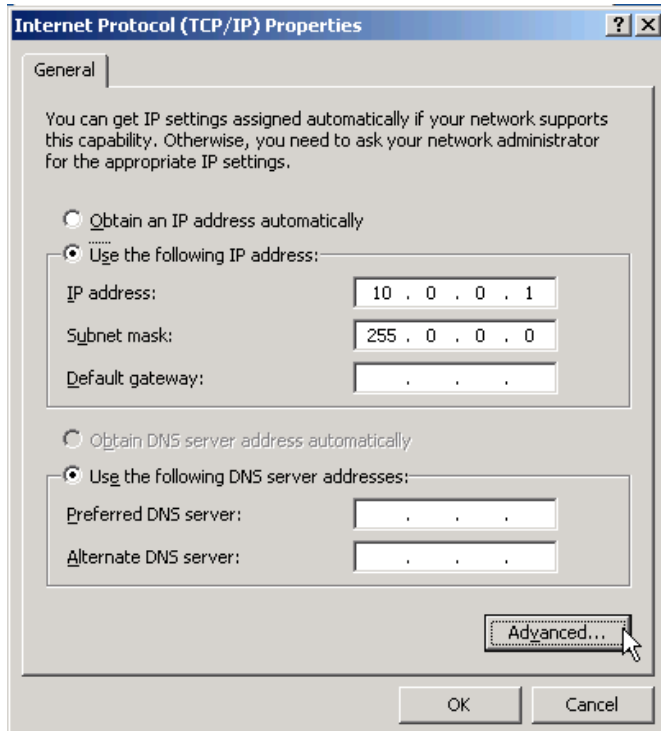 Internet Protocol (TCP/IP) Properties
General
You can get IP settings assigned automatically if your network supports
this capability. Otherwise, you need to ask your network administrator
for the appropriate IP settings.
Obtain an IP address automatically
Use the following IP address:
IP address: 10 . 0 . 0 . 1
Subnet mask: 255 . 0 . 0 . 0
Default gateway: . . .
Obtain DNS server address automatically
Use the following DNS server addresses:
Preferred DNS server: . . .
Alternate DNS server: . . .
Advanced...
OK Cancel